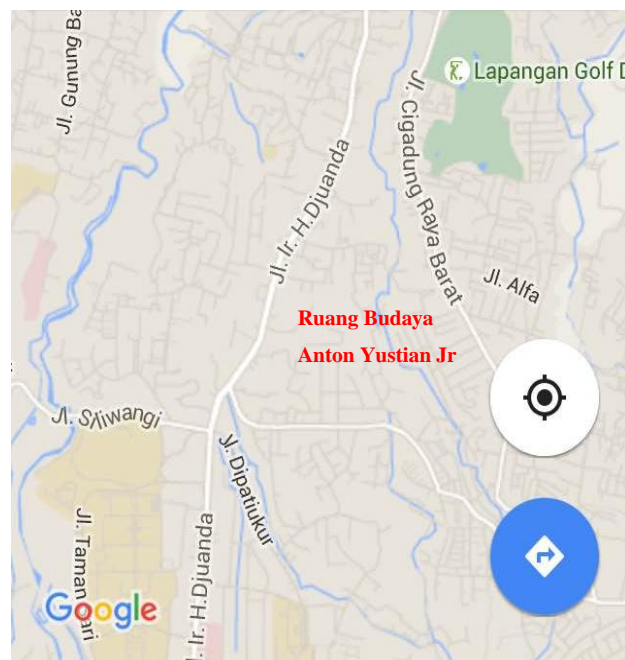 Jl. Gunung Ba
Lapangan Golf D
Jl. Cigadung Raya Barat
Jl. Ir. H.Djuanda
Jl. Alfa
Ruang Budaya
Anton Yustian Jr
Jl. Siliwangi
Jl. Dipatiukur
Jl. Taman ari
Jl. Ir. H.Djuanda
Google